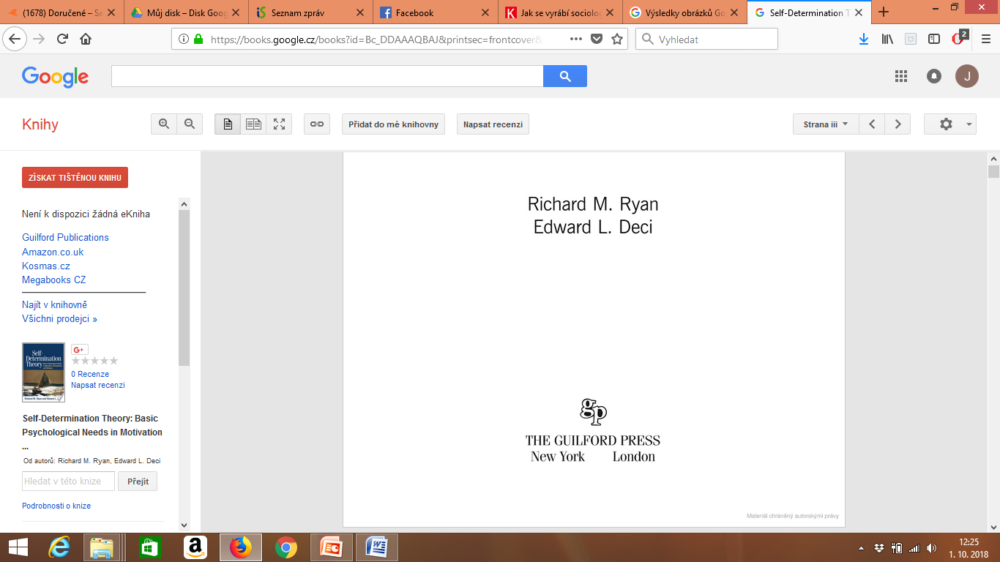 (1678) Doručené – Se
Můj disk – Disk Goog
Seznam zpráv
Facebook
Jak se vyrábí sociolog
Výsledky obrázků Go
Self-Determination T
https://books.google.cz/books?id=Bc_DDAAAQBAJ&printsec=frontcover&
Vyhledat
2
Google
J
Knihy
Přidat do mé knihovny
Napsat recenzi
Strana iii
ZÍSKAT TIŠTĚNOU KNIHU
Není k dispozici žádná eKniha
Guilford Publications
Amazon.co.uk
Kosmas.cz
Megabooks CZ
Najít v knihovně
Všichni prodejci »
Self-
Determination
Theory
Richard M. Ryan and Edward L.
G+
0 Recenze
Napsat recenzi
Self-Determination Theory: Basic
Psychological Needs in Motivation
...
Od autorů: Richard M. Ryan, Edward L. Deci
Hledat v této knize
Přejít
Podrobnosti o knize
Richard M. Ryan
Edward L. Deci
gp
THE GUILFORD PRESS
New York London
Materiál chráněný autorskými právy
12:25
1. 10. 2018